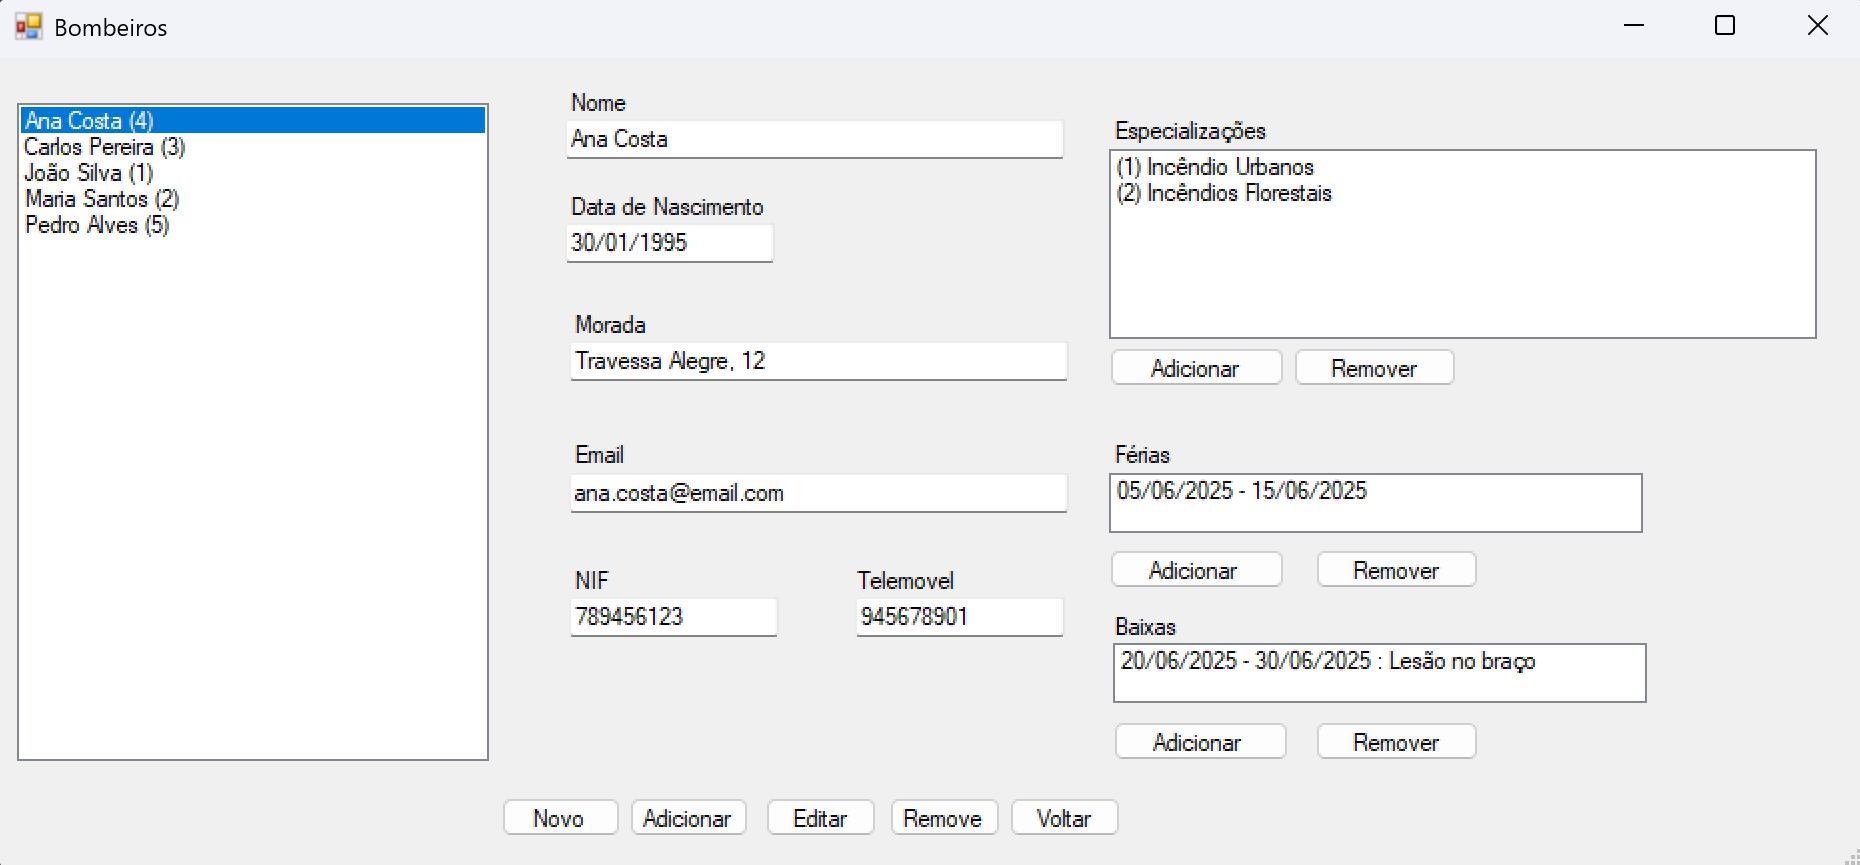 Bombeiros
Ana Costa (4)
Carlos Pereira (3)
João Silva (1)
Maria Santos (2)
Pedro Alves (5)
Nome
Ana Costa
Data de Nascimento
30/01/1995
Morada
Travessa Alegre, 12
Email
ana.costa@email.com
NIF
789456123
Telemovel
945678901
Especializações
(1) Incêndio Urbanos
(2) Incêndios Florestais
Adicionar
Remover
Férias
05/06/2025 - 15/06/2025
Adicionar
Remover
Baixas
20/06/2025 - 30/06/2025 : Lesão no braço
Adicionar
Remover
Novo
Adicionar
Editar
Remove
Voltar